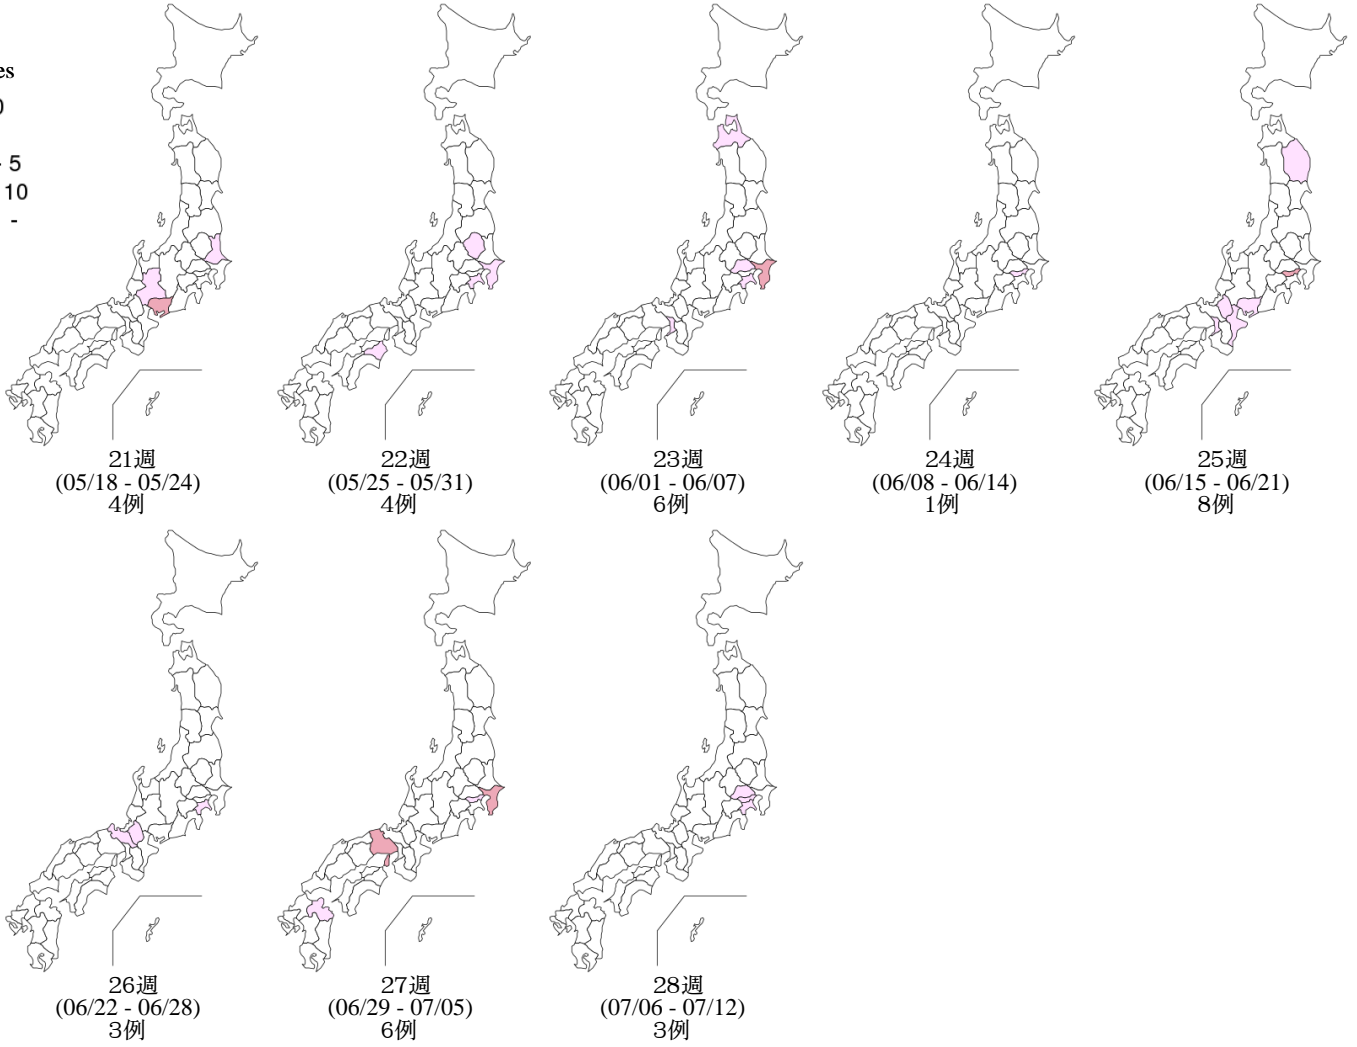 es
0
- 5
10
-
21週
(05/18 - 05/24)
4例
22週
(05/25 - 05/31)
4例
23週
(06/01 - 06/07)
6例
24週
(06/08 - 06/14)
1例
25週
(06/15 - 06/21)
8例
26週
(06/22 - 06/28)
3例
27週
(06/29 - 07/05)
6例
28週
(07/06 - 07/12)
3例